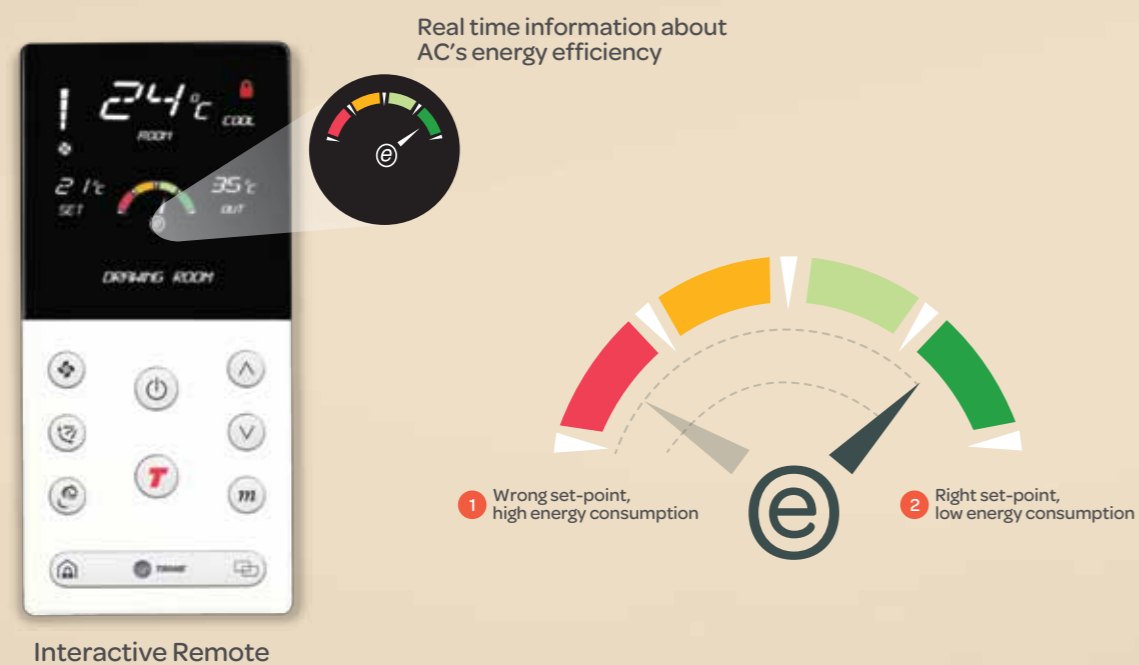 Real time information about
AC's energy efficiency
24°C
COOL
ROOM
21°C
35°C
SET
OUT
e
e
DRAWING ROOM
T
m
TRANE
1 Wrong set-point,
high energy consumption
e
2 Right set-point,
low energy consumption
Interactive Remote